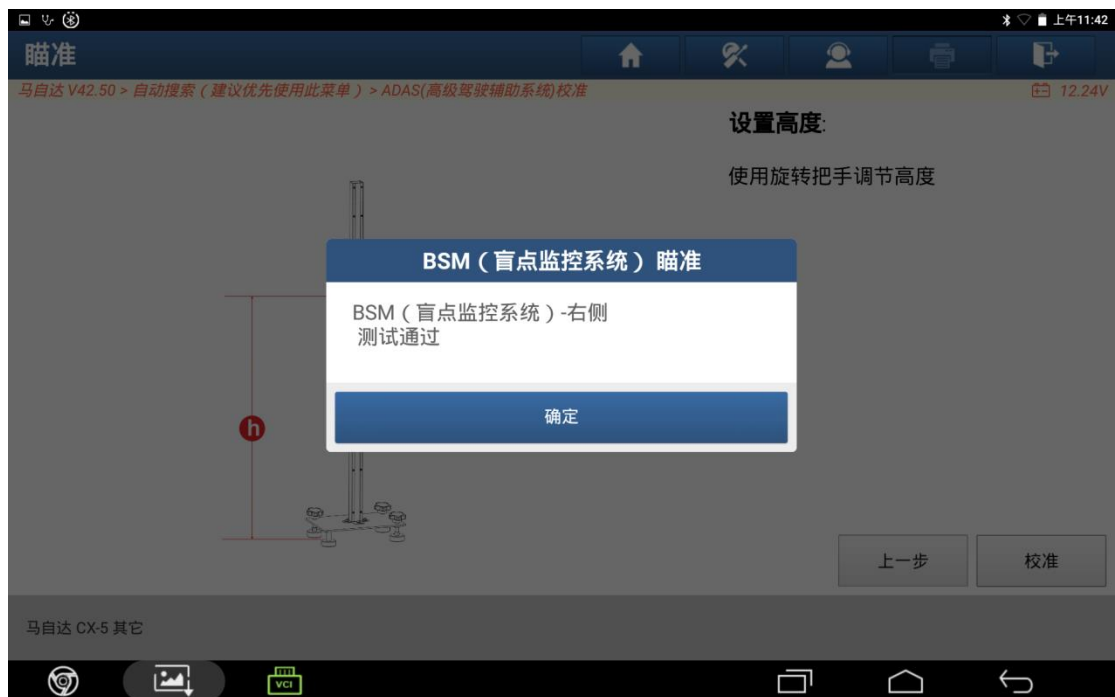 上午11:42
瞄准
马自达 V42.50 > 自动搜索（建议优先使用此菜单）> ADAS(高级驾驶辅助系统)校准
12.24V
设置高度:
使用旋转把手调节高度
BSM（盲点监控系统） 瞄准
BSM（盲点监控系统）-右侧
测试通过
确定
h
上一步
校准
马自达 CX-5 其它
VCI